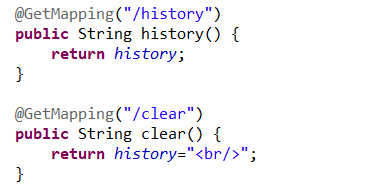 @GetMapping("/history")
public String history() {
    return history;
}

@GetMapping("/clear")
public String clear() {
    return history="<br/>";
}